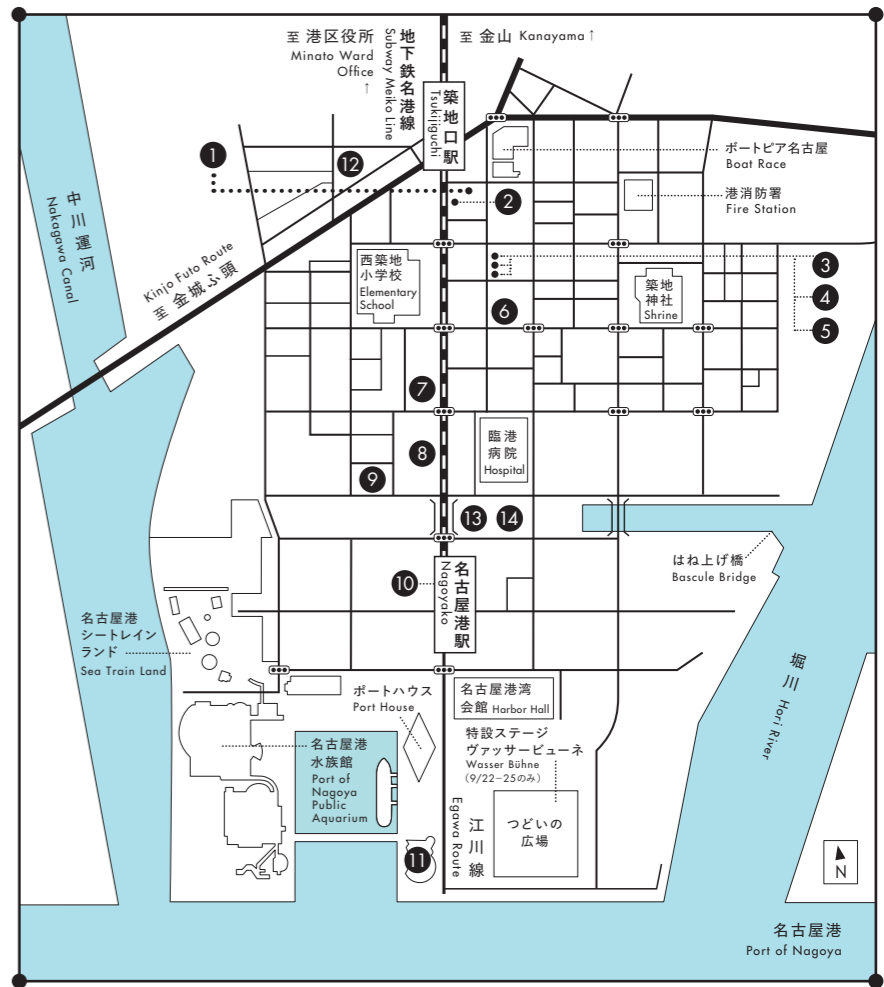 至 港区役所
Minato Ward
Office
↑
地下鉄名港線
Subway Meiko Line
至 金山 Kanayama ↑
築地口駅
Tsukijiguchi
ボートピア名古屋
Boat Race
港消防署
Fire Station
1
12
2
中川運河
Nakagawa Canal
Kinjo Futo Route
至 金城ふ頭
西築地
小学校
Elementary
School
築地
神社
Shrine
3
4
5
6
7
8
9
臨港
病院
Hospital
13
14
はね上げ橋
Bascule Bridge
10
名古屋港駅
Nagoyako
名古屋港
シートレイン
ランド
Sea Train Land
堀川 Hori River
ポートハウス
Port House
名古屋港湾
会館 Harbor Hall
特設ステージ
ヴァッサービューネ
Wasser Bühne
(9/22–25のみ)
名古屋港
水族館
Port of
Nagoya
Public
Aquarium
Egawa Route
江川線
つどいの
広場
11
N
名古屋港
Port of Nagoya